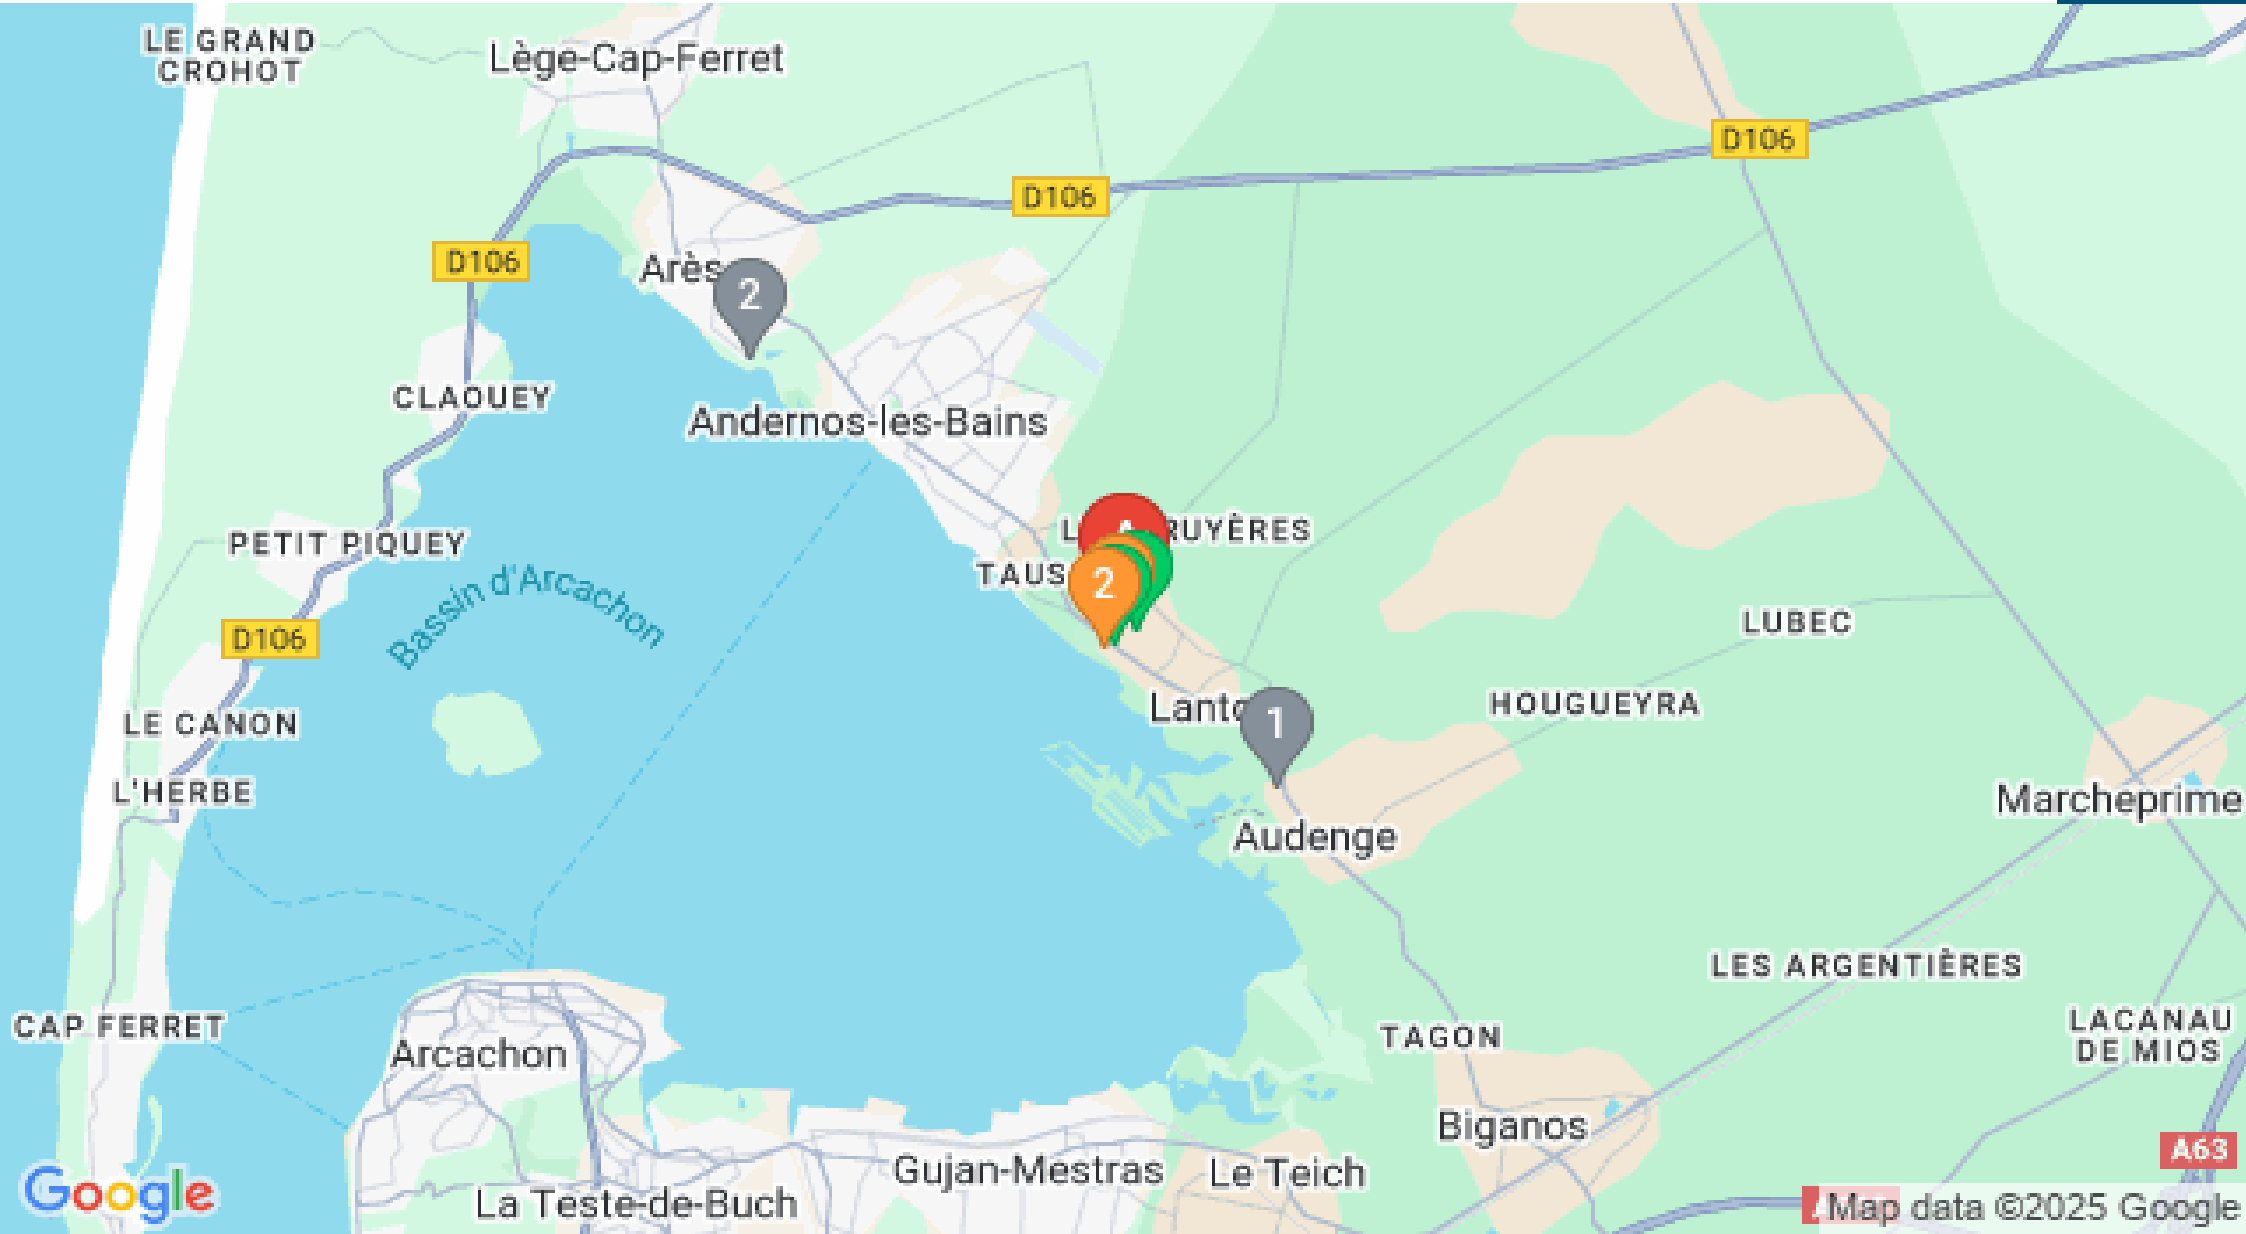 LE GRAND
CROHOT
Lège-Cap-Ferret
D106
D106
D106
Arès
2
CLAOUEY
Andernos-les-Bains
PETIT PIQUEY
RUYÈRES
TAUS
2
Bassin d'Arcachon
D106
LUBEC
LE CANON
Lanto
1
HOUGUEYRA
L'HERBE
Marcheprime
Audenge
LES ARGENTIÈRES
CAP FERRET
Arcachon
TAGON
LACANAU
DE MIOS
Biganos
A63
Gujan-Mestras
Le Teich
La Teste-de-Buch
Google
Map data ©2025 Google